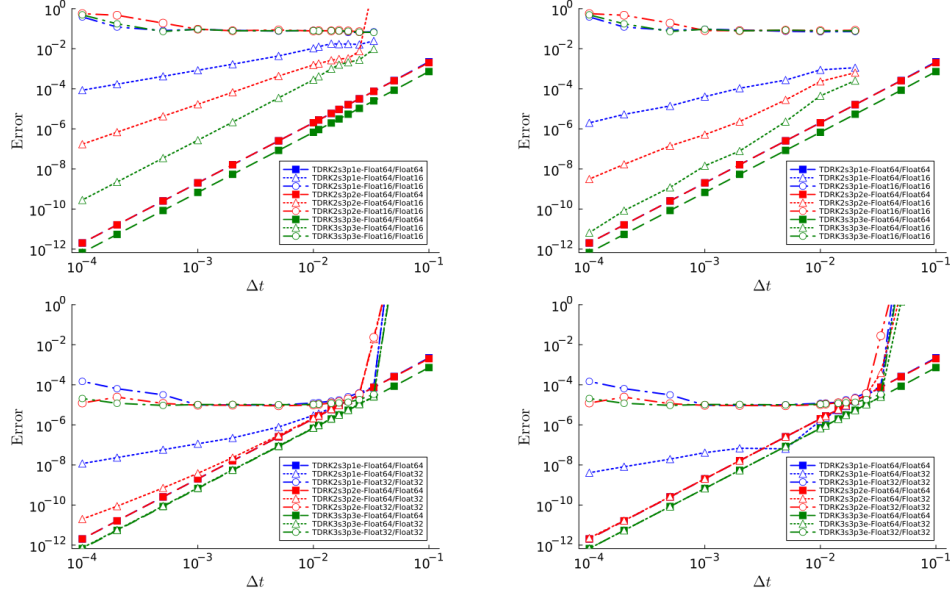 10^0
10^-2
10^-4
10^-6
10^-8
10^-10
10^-12
Error
10^-4
10^-3
10^-2
10^-1
Δt
TDRK2s3p1e-Float64/Float64
TDRK2s3p1e-Float64/Float16
TDRK2s3p1e-Float16/Float16
TDRK2s3p2e-Float64/Float64
TDRK2s3p2e-Float64/Float16
TDRK2s3p2e-Float16/Float16
TDRK3s3p3e-Float64/Float64
TDRK3s3p3e-Float64/Float16
TDRK3s3p3e-Float16/Float16
10^0
10^-2
10^-4
10^-6
10^-8
10^-10
10^-12
Error
10^-4
10^-3
10^-2
10^-1
Δt
TDRK2s3p1e-Float64/Float64
TDRK2s3p1e-Float64/Float16
TDRK2s3p1e-Float16/Float16
TDRK2s3p2e-Float64/Float64
TDRK2s3p2e-Float64/Float16
TDRK2s3p2e-Float16/Float16
TDRK3s3p3e-Float64/Float64
TDRK3s3p3e-Float64/Float16
TDRK3s3p3e-Float16/Float16
10^0
10^-2
10^-4
10^-6
10^-8
10^-10
10^-12
Error
10^-4
10^-3
10^-2
10^-1
Δt
TDRK2s3p1e-Float64/Float64
TDRK2s3p1e-Float64/Float32
TDRK2s3p1e-Float32/Float32
TDRK2s3p2e-Float64/Float64
TDRK2s3p2e-Float64/Float32
TDRK2s3p2e-Float32/Float32
TDRK3s3p3e-Float64/Float64
TDRK3s3p3e-Float64/Float32
TDRK3s3p3e-Float32/Float32
10^0
10^-2
10^-4
10^-6
10^-8
10^-10
10^-12
Error
10^-4
10^-3
10^-2
10^-1
Δt
TDRK2s3p1e-Float64/Float64
TDRK2s3p1e-Float64/Float32
TDRK2s3p1e-Float32/Float32
TDRK2s3p2e-Float64/Float64
TDRK2s3p2e-Float64/Float32
TDRK2s3p2e-Float32/Float32
TDRK3s3p3e-Float64/Float64
TDRK3s3p3e-Float64/Float32
TDRK3s3p3e-Float32/Float32